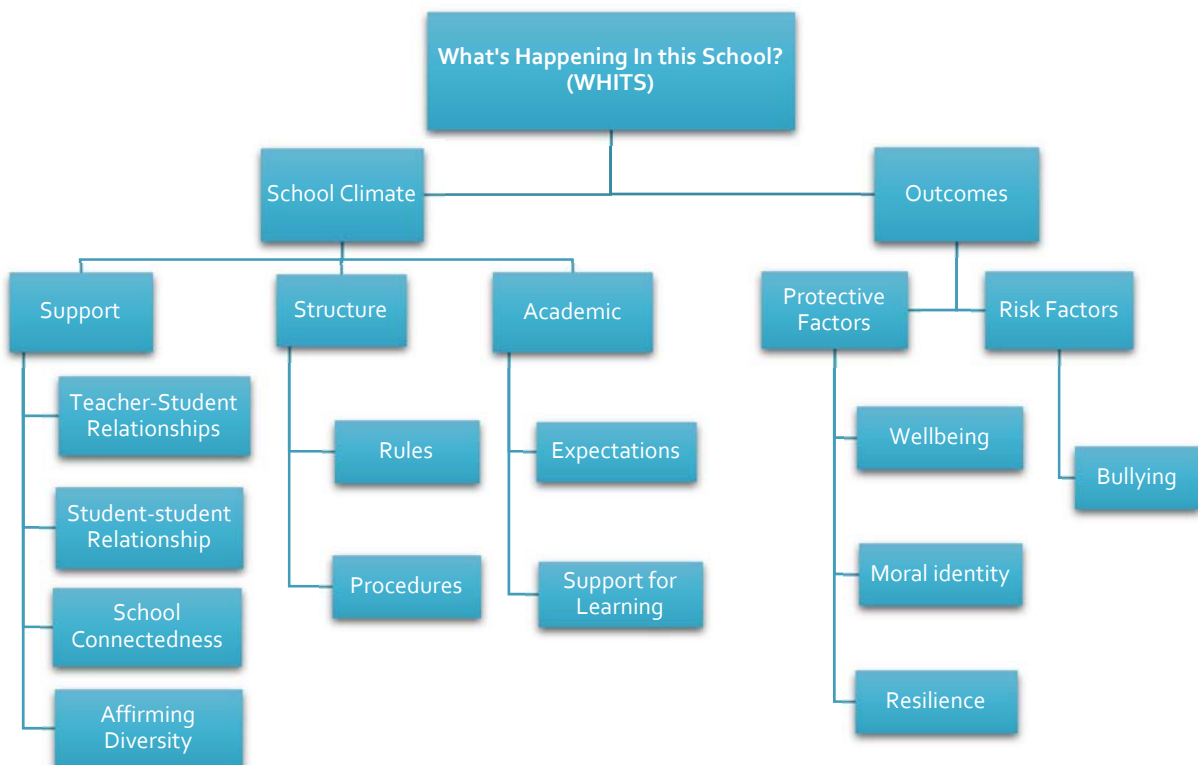 What's Happening In this School?
(WHITS)
School Climate
Outcomes
Support
Structure
Academic
Protective
Factors
Risk Factors
Teacher-Student
Relationships
Rules
Expectations
Wellbeing
Bullying
Student-student
Relationship
Procedures
Support for
Learning
Moral identity
School
Connectedness
Resilience
Affirming
Diversity